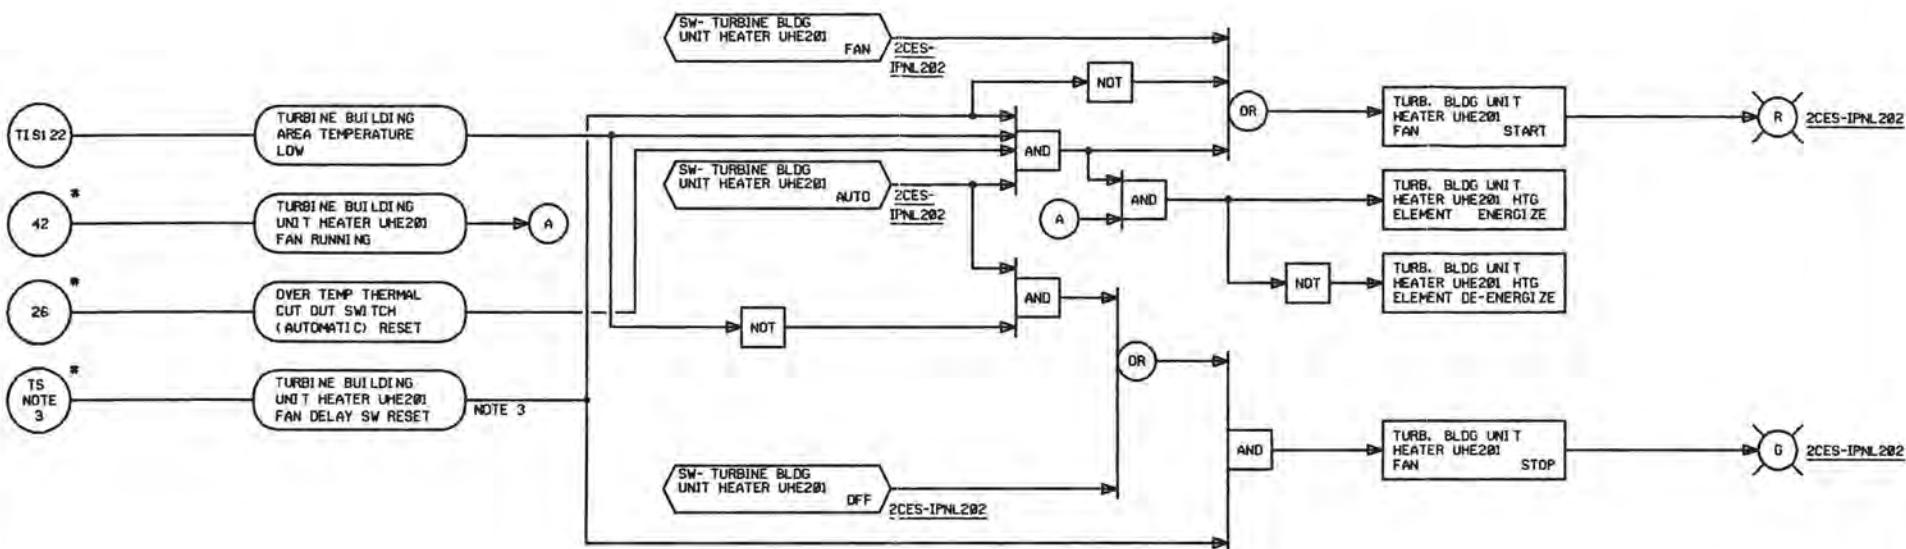 SW- TURBINE BLDG
UNIT HEATER UHE201
FAN
2CES-
IPNL202
NOT
TIS122
TURBINE BUILDING
AREA TEMPERATURE
LOW
OR
TURB. BLDG UNIT
HEATER UHE201
FAN START
R
2CES-IPNL202
AND
SW- TURBINE BLDG
UNIT HEATER UHE201
AUTO
2CES-
IPNL202
42
*
TURBINE BUILDING
UNIT HEATER UHE201
FAN RUNNING
A
A
AND
TURB. BLDG UNIT
HEATER UHE201 HTG
ELEMENT ENERGIZE
26
*
OVER TEMP THERMAL
CUT OUT SWITCH
(AUTOMATIC) RESET
NOT
AND
NOT
TURB. BLDG UNIT
HEATER UHE201 HTG
ELEMENT DE-ENERGIZE
OR
TS
NOTE
3
*
TURBINE BUILDING
UNIT HEATER UHE201
FAN DELAY SW RESET
NOTE 3
SW- TURBINE BLDG
UNIT HEATER UHE201
OFF
2CES-IPNL202
AND
TURB. BLDG UNIT
HEATER UHE201
FAN STOP
G
2CES-IPNL202